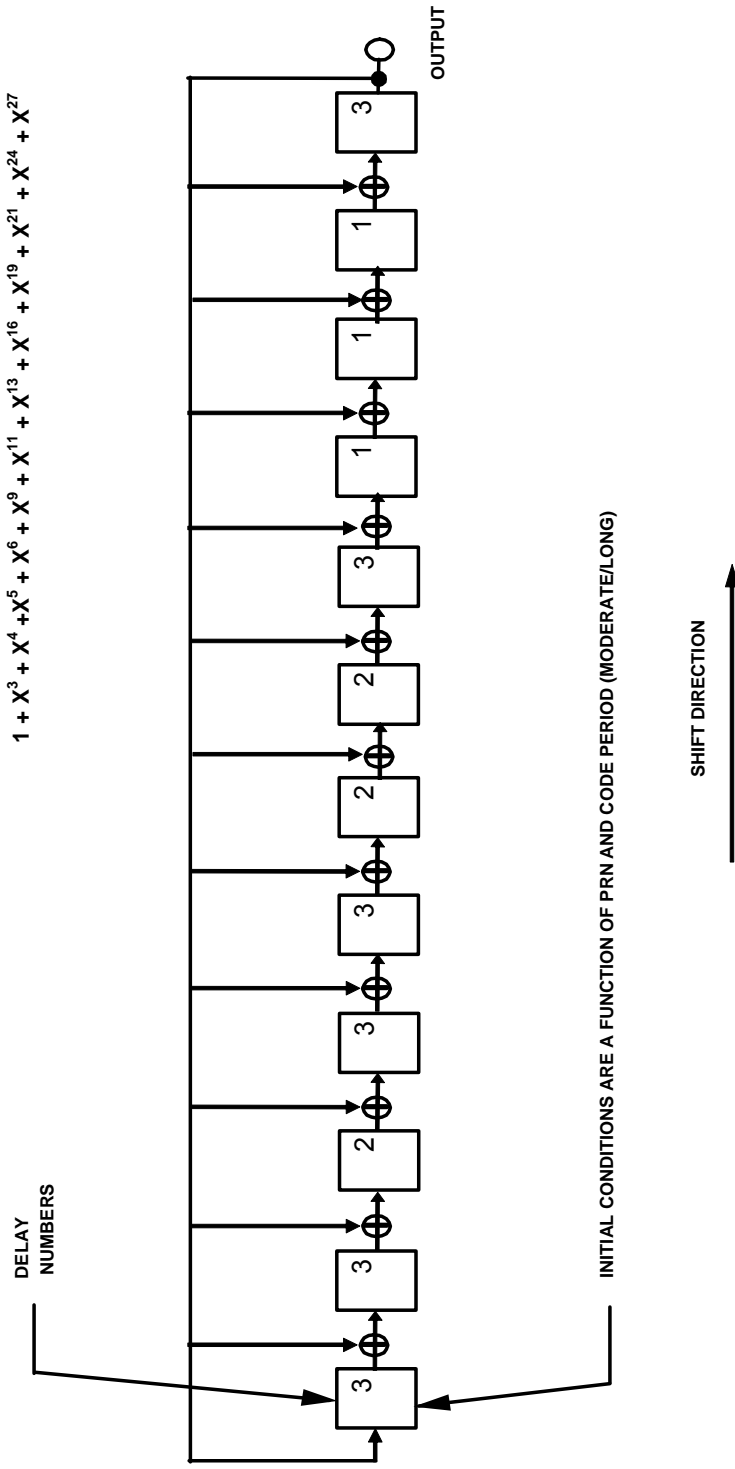 1 + X³ + X⁴ +X⁵ + X⁶ + X⁹ + X¹¹ + X¹³ + X¹⁶ + X¹⁹ + X²¹ + X²⁴ + X²⁷
DELAY
NUMBERS
3 3 2 3 3 2 2 3 1 1 1 3
OUTPUT
INITIAL CONDITIONS ARE A FUNCTION OF PRN AND CODE PERIOD (MODERATE/LONG)
SHIFT DIRECTION